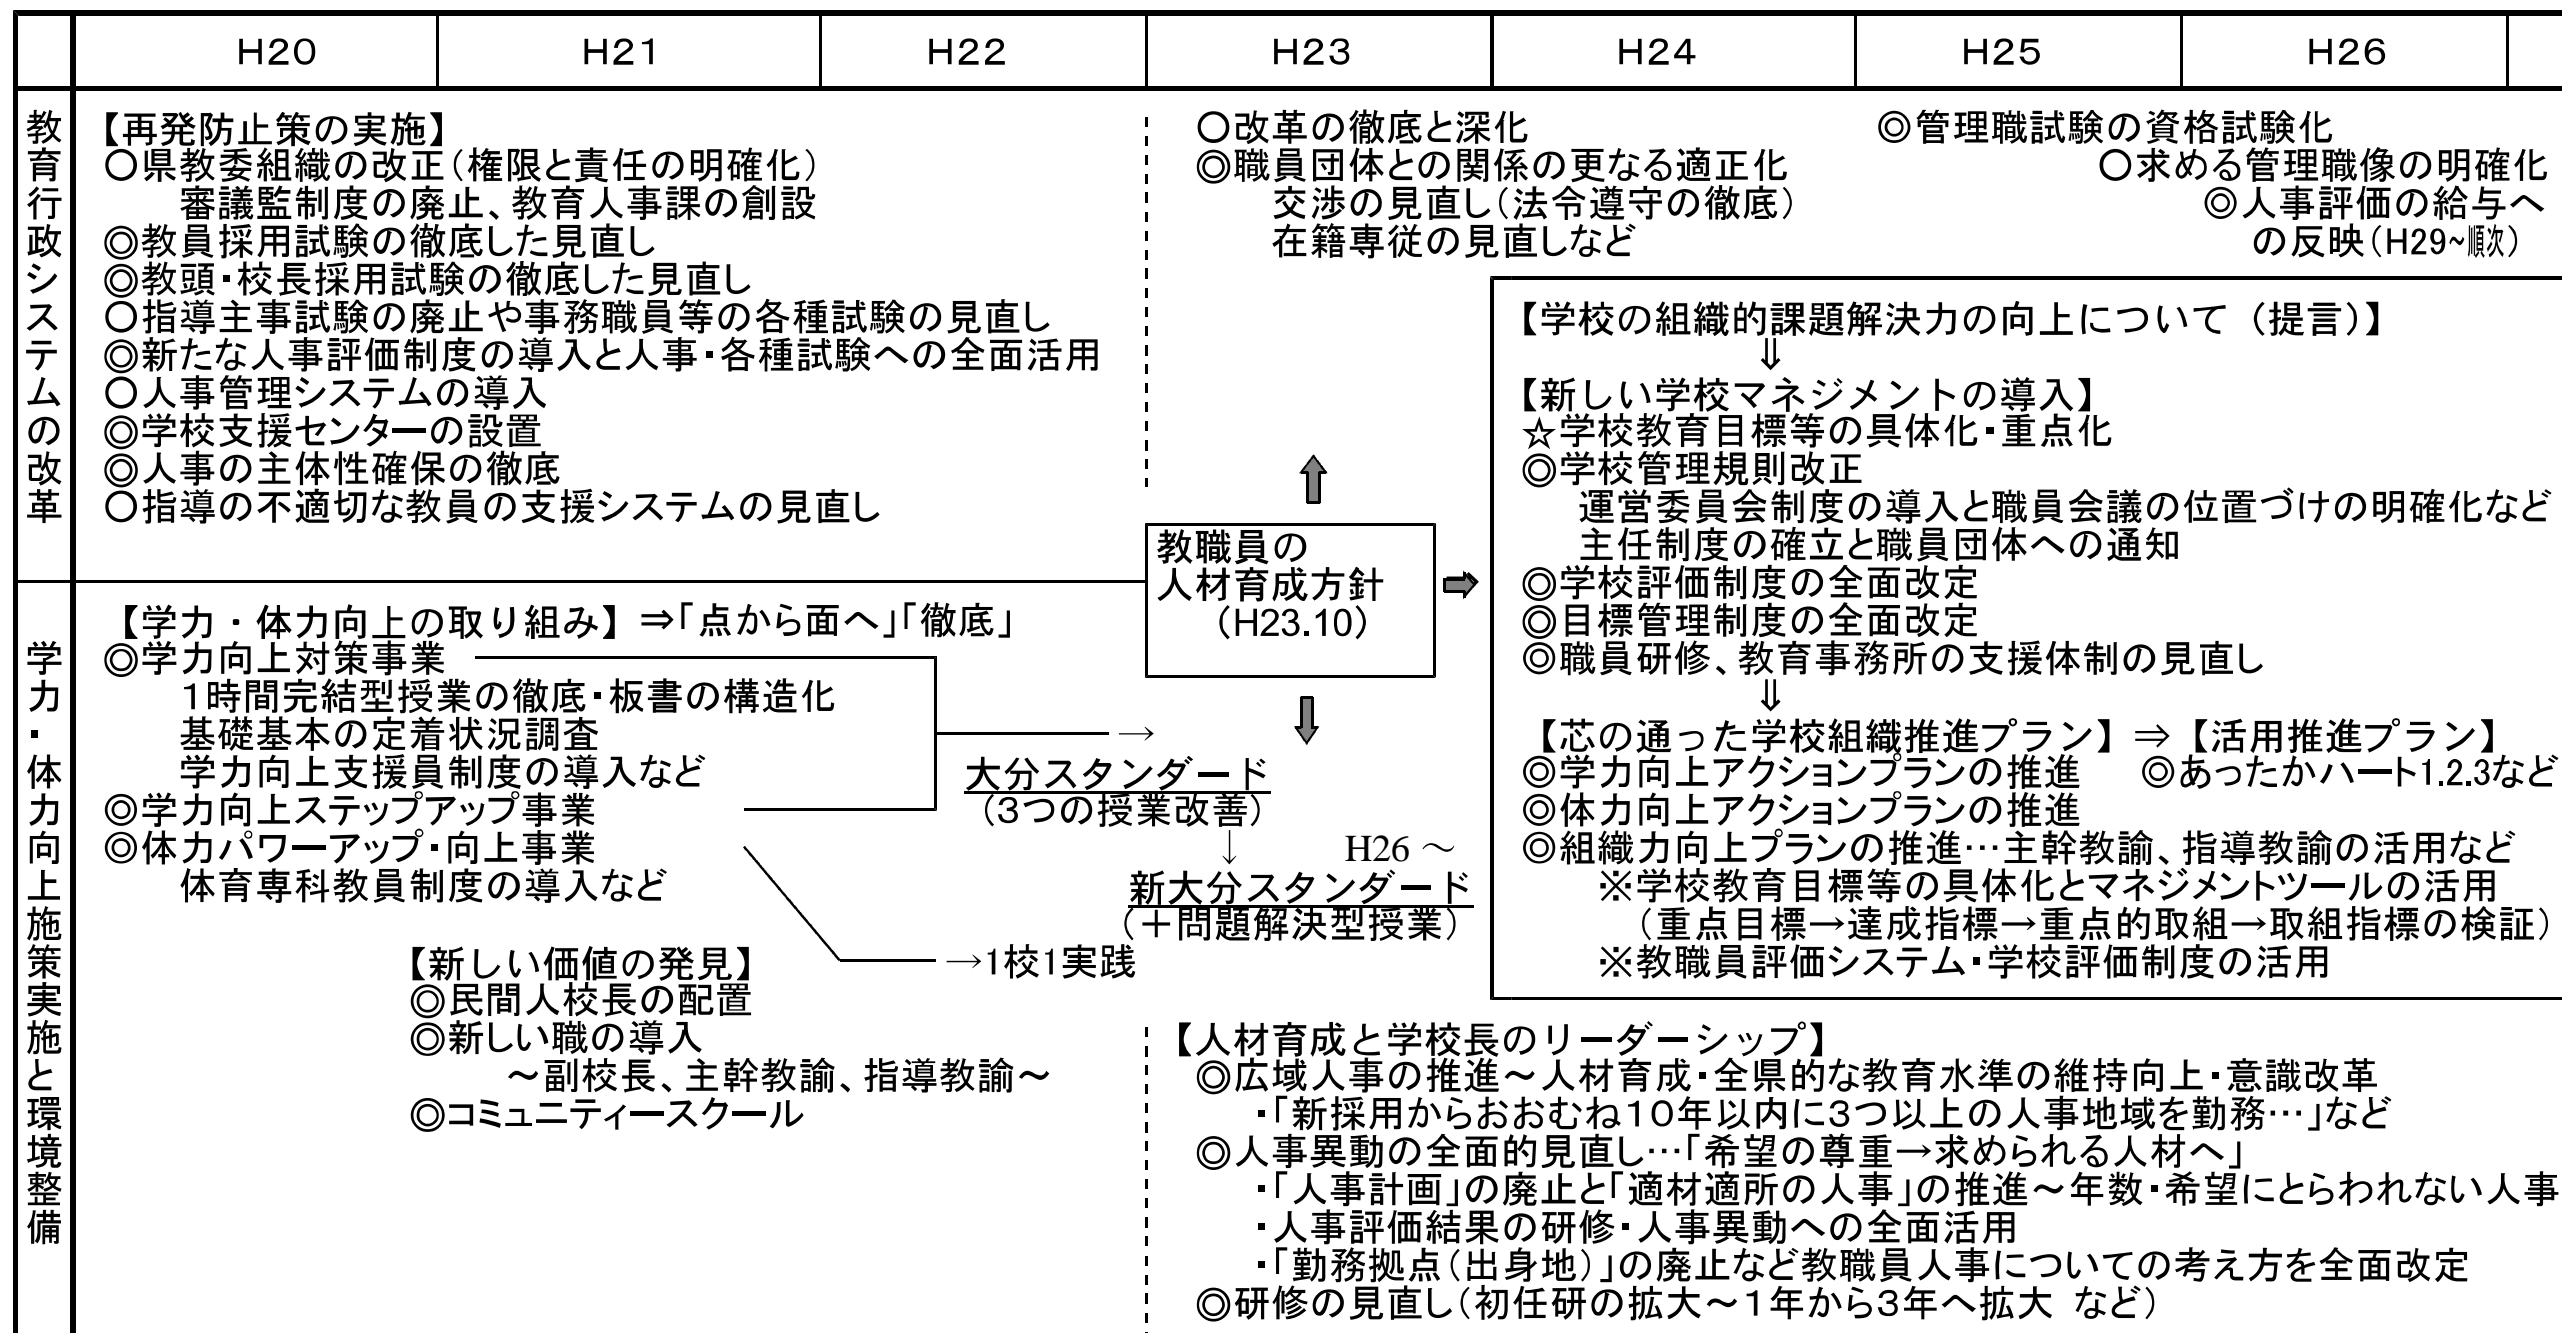 H20 H21 H22 H23 H24 H25 H26
教育行政システムの改革
【再発防止策の実施】
〇県教委組織の改正（権限と責任の明確化）
審議監制度の廃止、教育人事課の創設
◎教員採用試験の徹底した見直し
◎教頭・校長採用試験の徹底した見直し
〇指導主事試験の廃止や事務職員等の各種試験の見直し
◎新たな人事評価制度の導入と人事・各種試験への全面活用
〇人事管理システムの導入
◎学校支援センターの設置
◎人事の主体性確保の徹底
〇指導の不適切な教員の支援システムの見直し
〇改革の徹底と深化
◎職員団体との関係の更なる適正化
交渉の見直し（法令遵守の徹底）
在籍専従の見直しなど
◎管理職試験の資格試験化
〇求める管理職像の明確化
◎人事評価の給与へ
の反映（H29~順次）
教職員の
人材育成方針
（H23.10）
【学校の組織的課題解決力の向上について（提言）】
⇓
【新しい学校マネジメントの導入】
☆学校教育目標等の具体化・重点化
◎学校管理規則改正
運営委員会制度の導入と職員会議の位置づけの明確化など
主任制度の確立と職員団体への通知
◎学校評価制度の全面改定
◎目標管理制度の全面改定
◎職員研修、教育事務所の支援体制の見直し
⇓
【芯の通った学校組織推進プラン】⇒【活用推進プラン】
◎学力向上アクションプランの推進 ◎あったかハート1.2.3など
◎体力向上アクションプランの推進
◎組織力向上プランの推進…主幹教諭、指導教諭の活用など
※学校教育目標等の具体化とマネジメントツールの活用
（重点目標→達成指標→重点的取組→取組指標の検証）
※教職員評価システム・学校評価制度の活用
学力・体力向上施策実施と環境整備
【学力・体力向上の取り組み】⇒「点から面へ」「徹底」
◎学力向上対策事業
1時間完結型授業の徹底・板書の構造化
基礎基本の定着状況調査
学力向上支援員制度の導入など
◎学力向上ステップアップ事業
◎体力パワーアップ・向上事業
体育専科教員制度の導入など
→
大分スタンダード
（3つの授業改善）
↓ H26 ～
新大分スタンダード
（＋問題解決型授業）
→1校1実践
【新しい価値の発見】
◎民間人校長の配置
◎新しい職の導入
～副校長、主幹教諭、指導教諭～
◎コミュニティースクール
【人材育成と学校長のリーダーシップ】
◎広域人事の推進～人材育成・全県的な教育水準の維持向上・意識改革
・「新採用からおおむね10年以内に3つ以上の人事地域を勤務…」など
◎人事異動の全面的見直し…「希望の尊重→求められる人材へ」
・「人事計画」の廃止と「適材適所の人事」の推進～年数・希望にとらわれない人事
・人事評価結果の研修・人事異動への全面活用
・「勤務拠点（出身地）」の廃止など教職員人事についての考え方を全面改定
◎研修の見直し（初任研の拡大～1年から3年へ拡大 など）